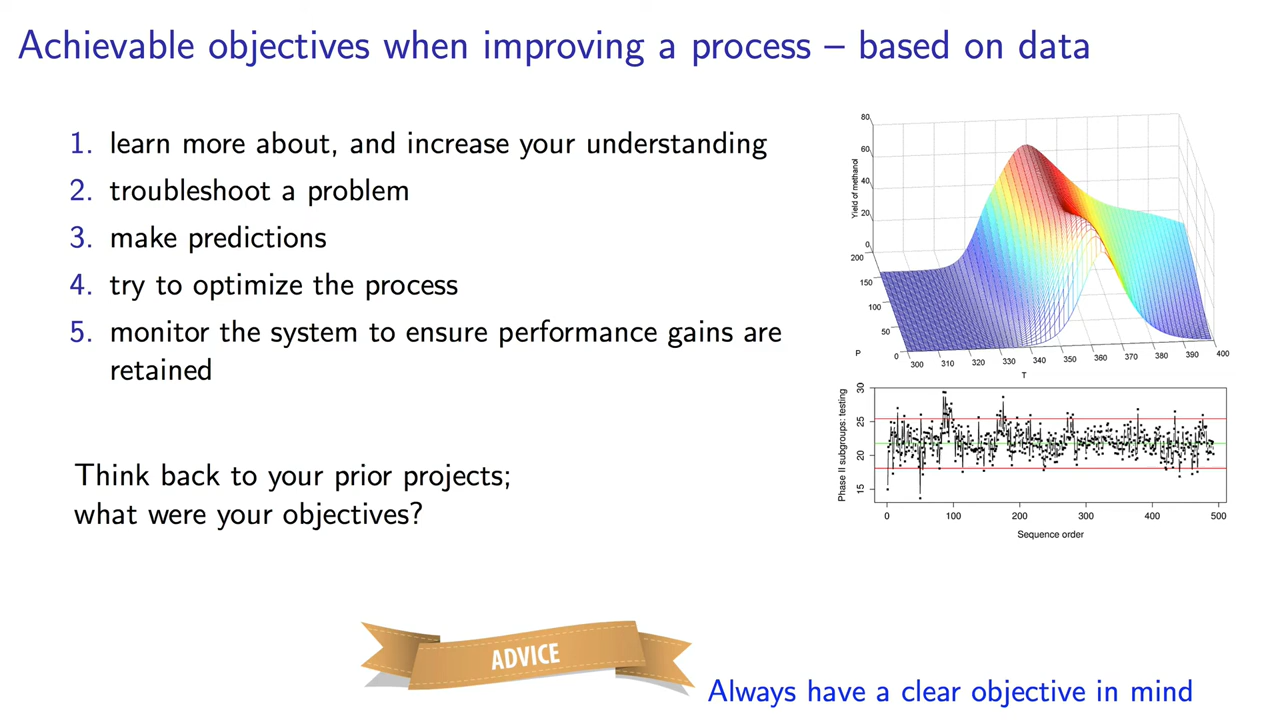 Achievable objectives when improving a process – based on data
1. learn more about, and increase your understanding
2. troubleshoot a problem
3. make predictions
4. try to optimize the process
5. monitor the system to ensure performance gains are
retained
Think back to your prior projects;
what were your objectives?
80
60
40
20
0
Yield of methanol
200
150
100
50
0
P
300 310 320 330 340 350 360 370 380 390 400
T
30
25
20
15
Phase II subgroups: testing
0 100 200 300 400 500
Sequence order
ADVICE
Always have a clear objective in mind